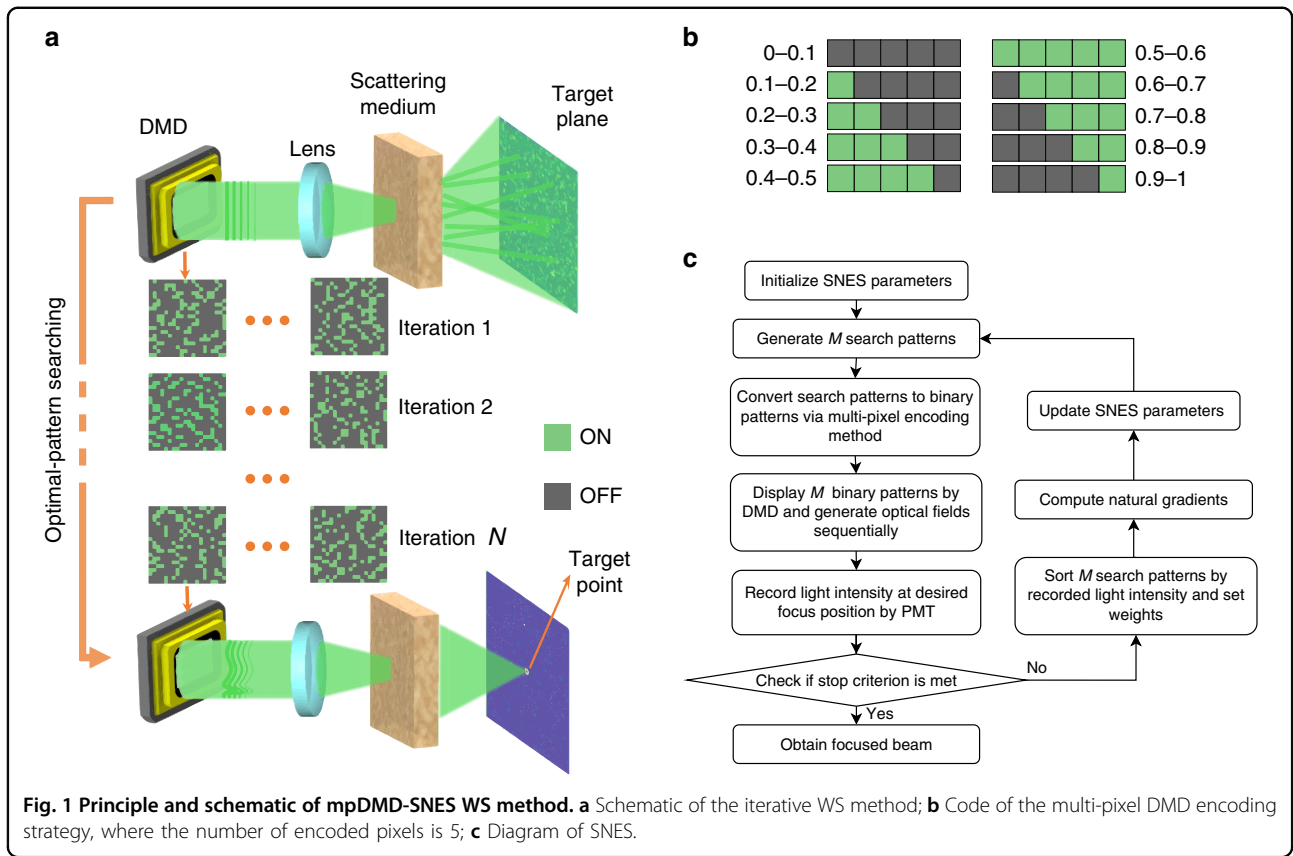 a
DMD
Lens
Scattering
medium
Target
plane
Optimal-pattern searching
Iteration 1
Iteration 2
ON
OFF
Iteration N
Target
point
b
0–0.1
0.1–0.2
0.2–0.3
0.3–0.4
0.4–0.5
0.5–0.6
0.6–0.7
0.7–0.8
0.8–0.9
0.9–1
c
Initialize SNES parameters
Generate M search patterns
Convert search patterns to binary
patterns via multi-pixel encoding
method
Display M binary patterns by
DMD and generate optical fields
sequentially
Record light intensity at desired
focus position by PMT
Check if stop criterion is met
No
Yes
Obtain focused beam
Update SNES parameters
Compute natural gradients
Sort M search patterns by
recorded light intensity and set
weights
Fig. 1 Principle and schematic of mpDMD-SNES WS method. a Schematic of the iterative WS method; b Code of the multi-pixel DMD encoding
strategy, where the number of encoded pixels is 5; c Diagram of SNES.